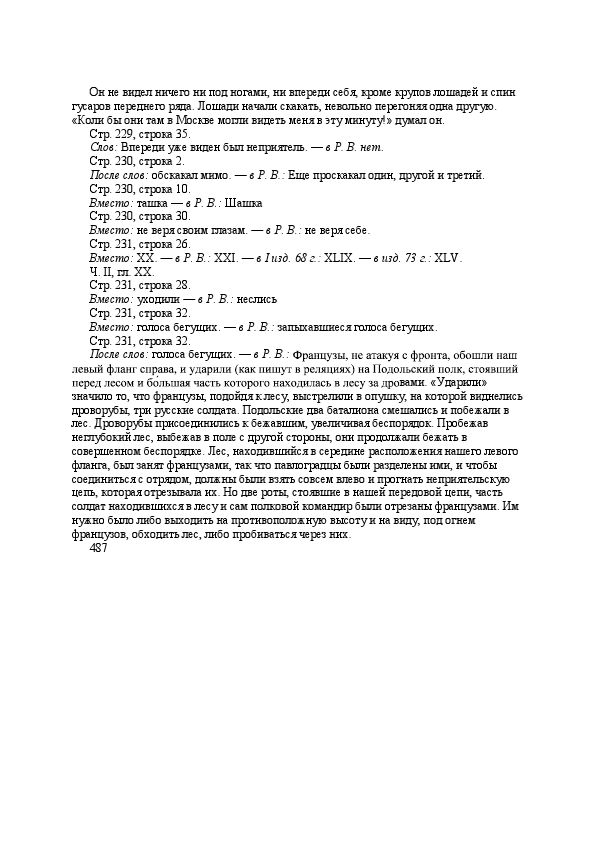 Он не видел ничего ни под ногами, ни впереди себя, кроме крупов лошадей и спин
гусаров переднего ряда. Лошади начали скакать, невольно перегоняя одна другую.
«Коли бы они там в Москве могли видеть меня в эту минуту!» думал он.
Стр. 229, строка 35.
Слов: Впереди уже виден был неприятель. — в Р. В. нет.
Стр. 230, строка 2.
После слов: обскакал мимо. — в Р. В.: Еще проскакал один, другой и третий.
Стр. 230, строка 10.
Вместо: ташка — в Р. В.: Шашка
Стр. 230, строка 30.
Вместо: не веря своим глазам. — в Р. В.: не веря себе.
Стр. 231, строка 26.
Вместо: XX. — в Р. В.: XXI. — в I изд. 68 г.: XLIX. — в изд. 73 г.: XLV.
Ч. II, гл. XX.
Стр. 231, строка 28.
Вместо: уходили — в Р. В.: неслись
Стр. 231, строка 32.
Вместо: голоса бегущих. — в Р. В.: запыхавшиеся голоса бегущих.
Стр. 231, строка 32.
После слов: голоса бегущих. — в Р. В.: Французы, не атакуя с фронта, обошли наш
левый фланг справа, и ударили (как пишут в реляциях) на Подольский полк, стоявший
перед лесом и бо́льшая часть которого находилась в лесу за дровами. «Ударили»
значило то, что французы, подойдя к лесу, выстрелили в опушку, на которой виднелись
дроворубы, три русские солдата. Подольские два баталиона смешались и побежали в
лес. Дроворубы присоединились к бежавшим, увеличивая беспорядок. Пробежав
неглубокий лес, выбежав в поле с другой стороны, они продолжали бежать в
совершенном беспорядке. Лес, находившийся в середине расположения нашего левого
фланга, был занят французами, так что павлоградцы были разделены ими, и чтобы
соединиться с отрядом, должны были взять совсем влево и прогнать неприятельскую
цепь, которая отрезывала их. Но две роты, стоявшие в нашей передовой цепи, часть
солдат находившихся в лесу и сам полковой командир были отрезаны французами. Им
нужно было либо выходить на противоположную высоту и на виду, под огнем
французов, обходить лес, либо пробиваться через них.
487